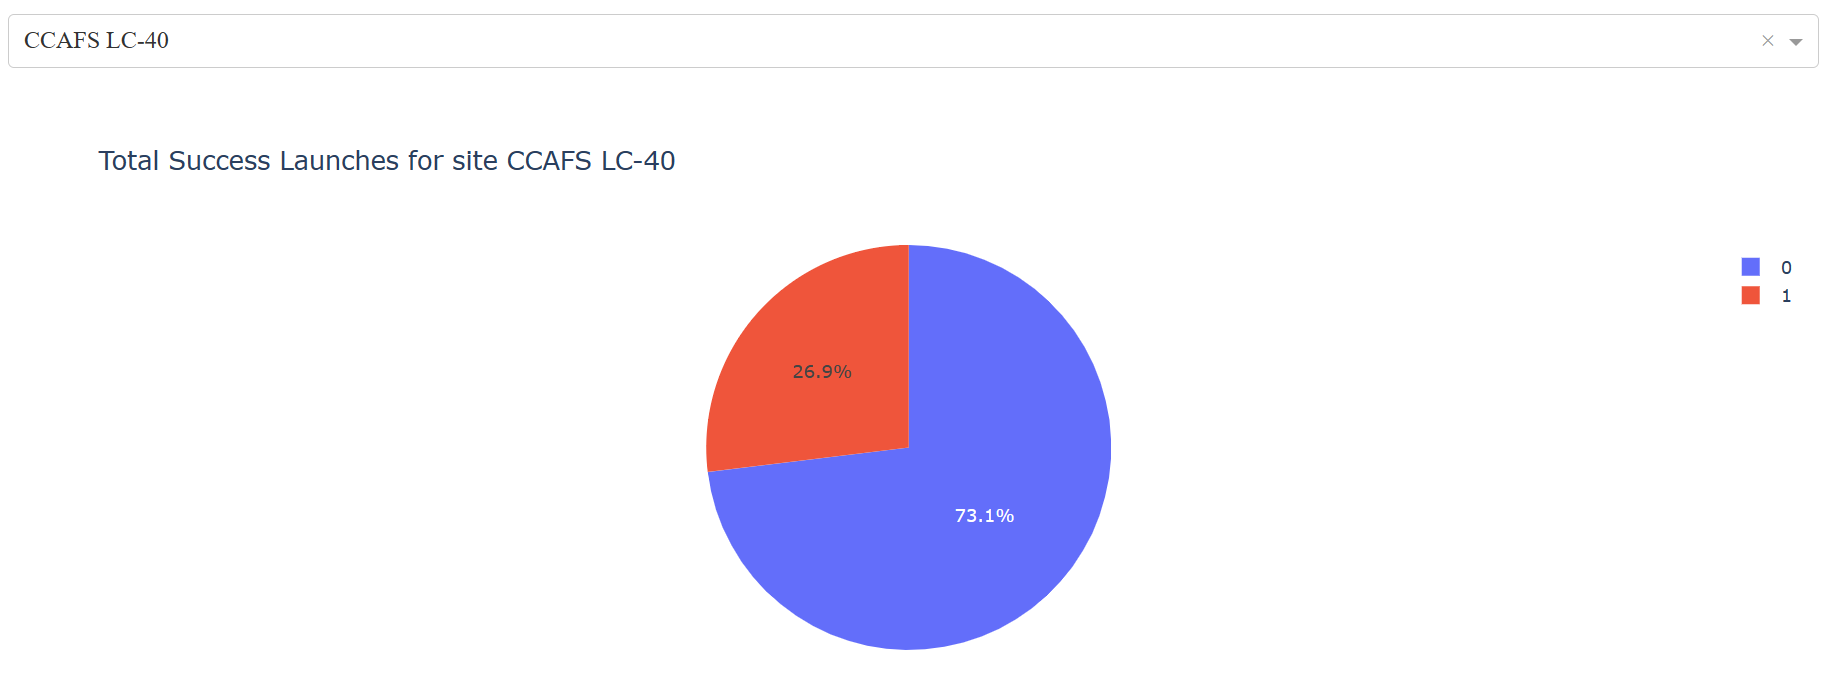 CCAFS LC-40
Total Success Launches for site CCAFS LC-40
0
1
26.9%
73.1%